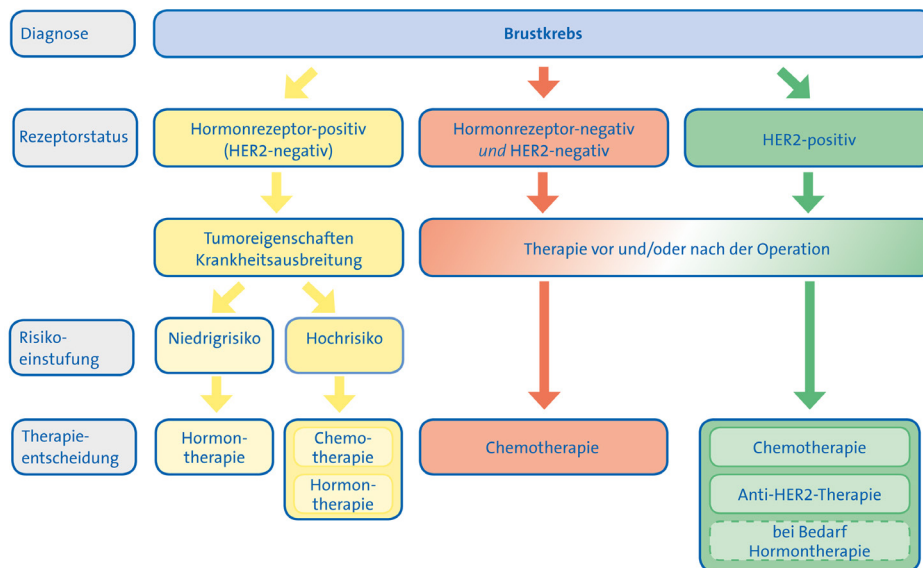 Diagnose
Brustkrebs
Rezeptorstatus
Hormonrezeptor-positiv
(HER2-negativ)
Hormonrezeptor-negativ
und HER2-negativ
HER2-positiv
Tumoreigenschaften
Krankheitsausbreitung
Therapie vor und/oder nach der Operation
Risiko-
einstufung
Niedrigrisiko
Hochrisiko
Therapie-
entscheidung
Hormon-
therapie
Chemo-
therapie
Hormon-
therapie
Chemotherapie
Chemotherapie
Anti-HER2-Therapie
bei Bedarf
Hormontherapie